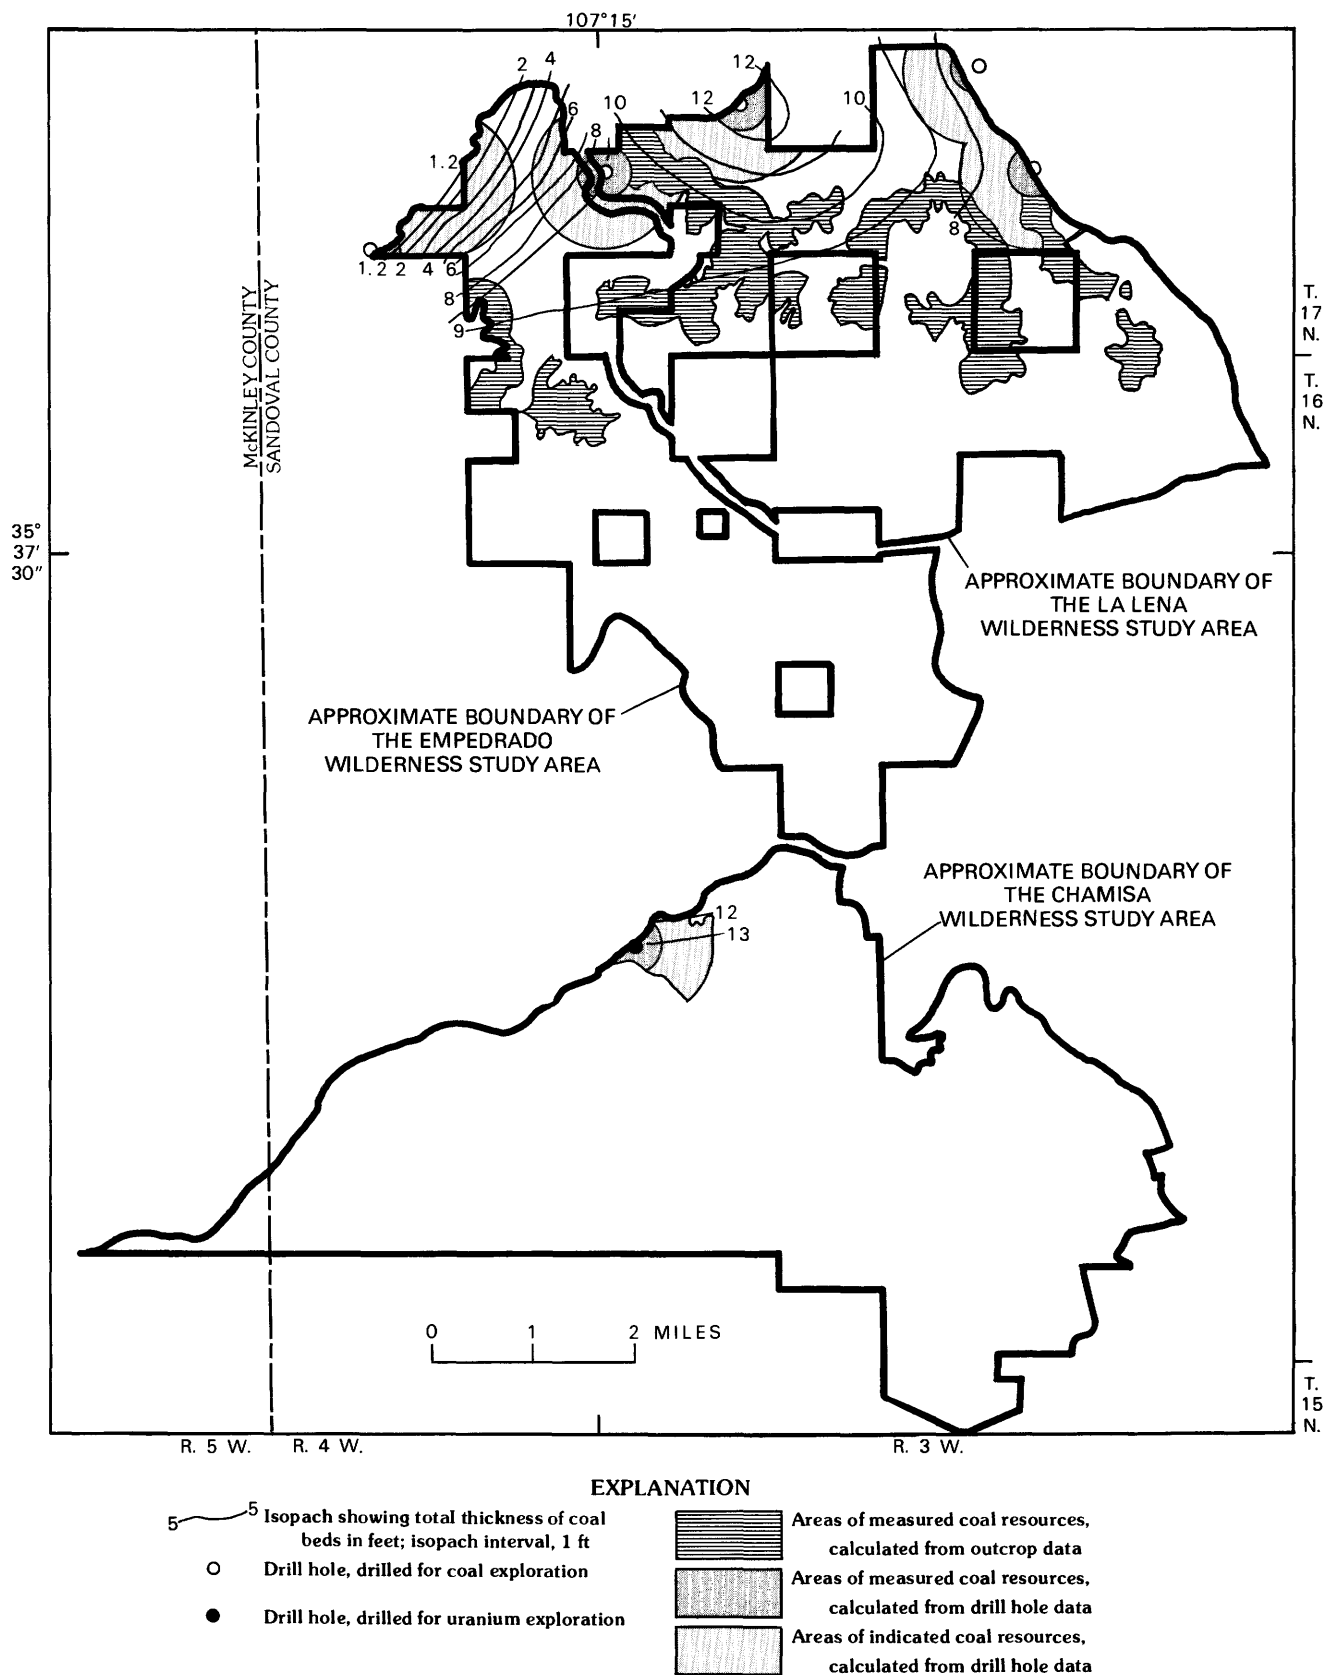 107°15′
2
4
12
6
10
12
10
8
1.2
8
1.2 2 4 6
8
9
McKINLEY COUNTY
SANDOVAL COUNTY
T.
17
N.
T.
16
N.
35°
37′
30″
APPROXIMATE BOUNDARY OF
THE LA LENA
WILDERNESS STUDY AREA
APPROXIMATE BOUNDARY OF
THE EMPEDRADO
WILDERNESS STUDY AREA
APPROXIMATE BOUNDARY OF
THE CHAMISA
WILDERNESS STUDY AREA
12
13
0 1 2 MILES
T.
15
N.
R. 5 W. R. 4 W. R. 3 W.
EXPLANATION
5 5 Isopach showing total thickness of coal
beds in feet; isopach interval, 1 ft
Drill hole, drilled for coal exploration
Drill hole, drilled for uranium exploration
Areas of measured coal resources,
calculated from outcrop data
Areas of measured coal resources,
calculated from drill hole data
Areas of indicated coal resources,
calculated from drill hole data